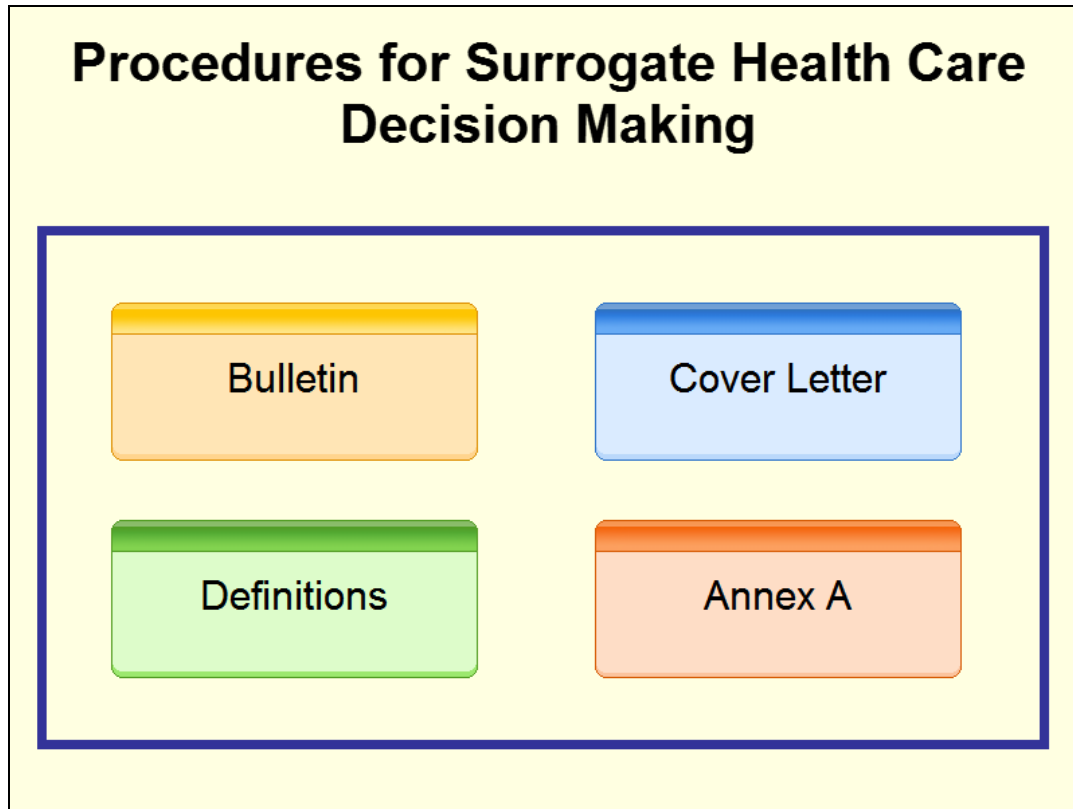 Procedures for Surrogate Health Care
Decision Making
Bulletin
Cover Letter
Definitions
Annex A